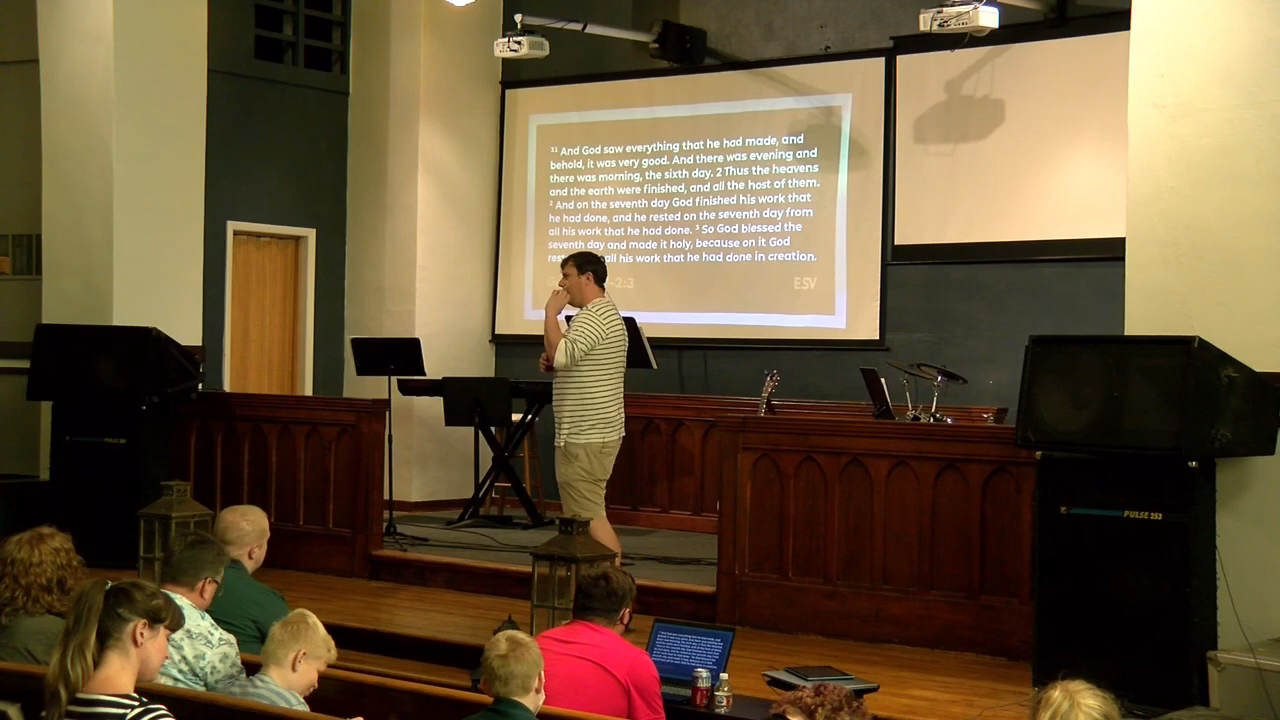 31 And God saw everything that he had made, and
behold, it was very good. And there was evening and
there was morning, the sixth day. 2 Thus the heavens
and the earth were finished, and all the host of them.
2 And on the seventh day God finished his work that
he had done, and he rested on the seventh day from
all his work that he had done. 3 So God blessed the
seventh day and made it holy, because on it God
all his work that he had done in creation.
-2:3 ESV
PULSE 253